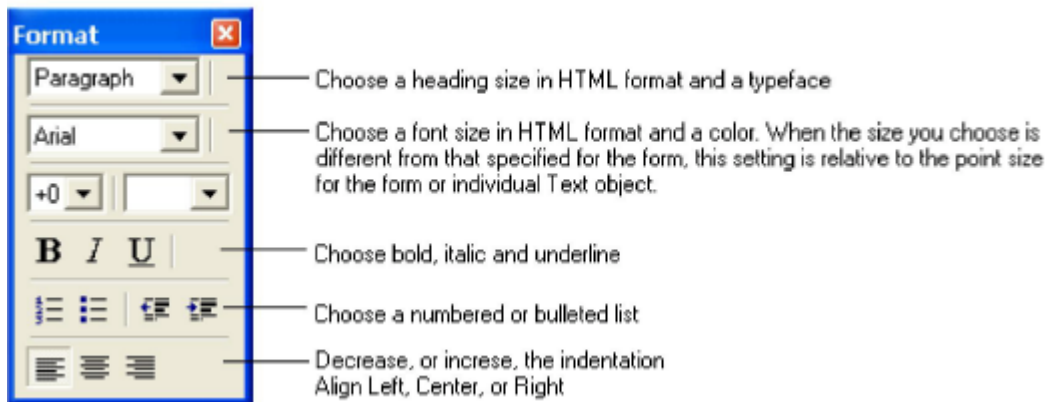 Format
Paragraph
Choose a heading size in HTML format and a typeface
Arial
Choose a font size in HTML format and a color. When the size you choose is
different from that specified for the form, this setting is relative to the point size
for the form or individual Text object.
+0
B I U
Choose bold, italic and underline
Choose a numbered or bulleted list
Decrease, or increse, the indentation
Align Left, Center, or Right